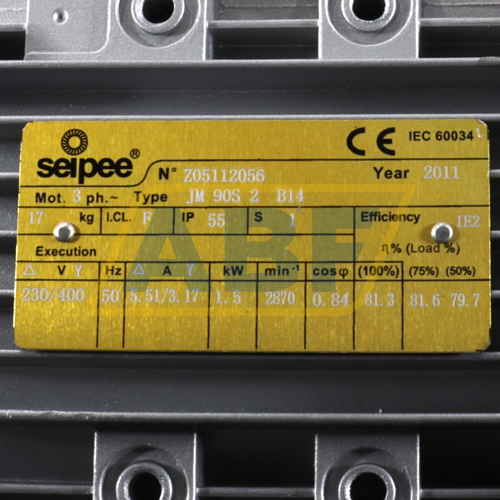 seipee® N° Z05112056 CE IEC 60034 1 Year 2011
Mot. 3 ph.~ Type JM 90S 2 B14
17 kg I.CL. F IP 55 S 1 Efficiency IE2
Execution η% (Load %)
△ V Y Hz △ A Y kW min⁻¹ cosφ (100%) (75%) (50%)
230/400 50 5.51/3.17 1.5 2870 0.84 81.3 81.6 79.7
ABF